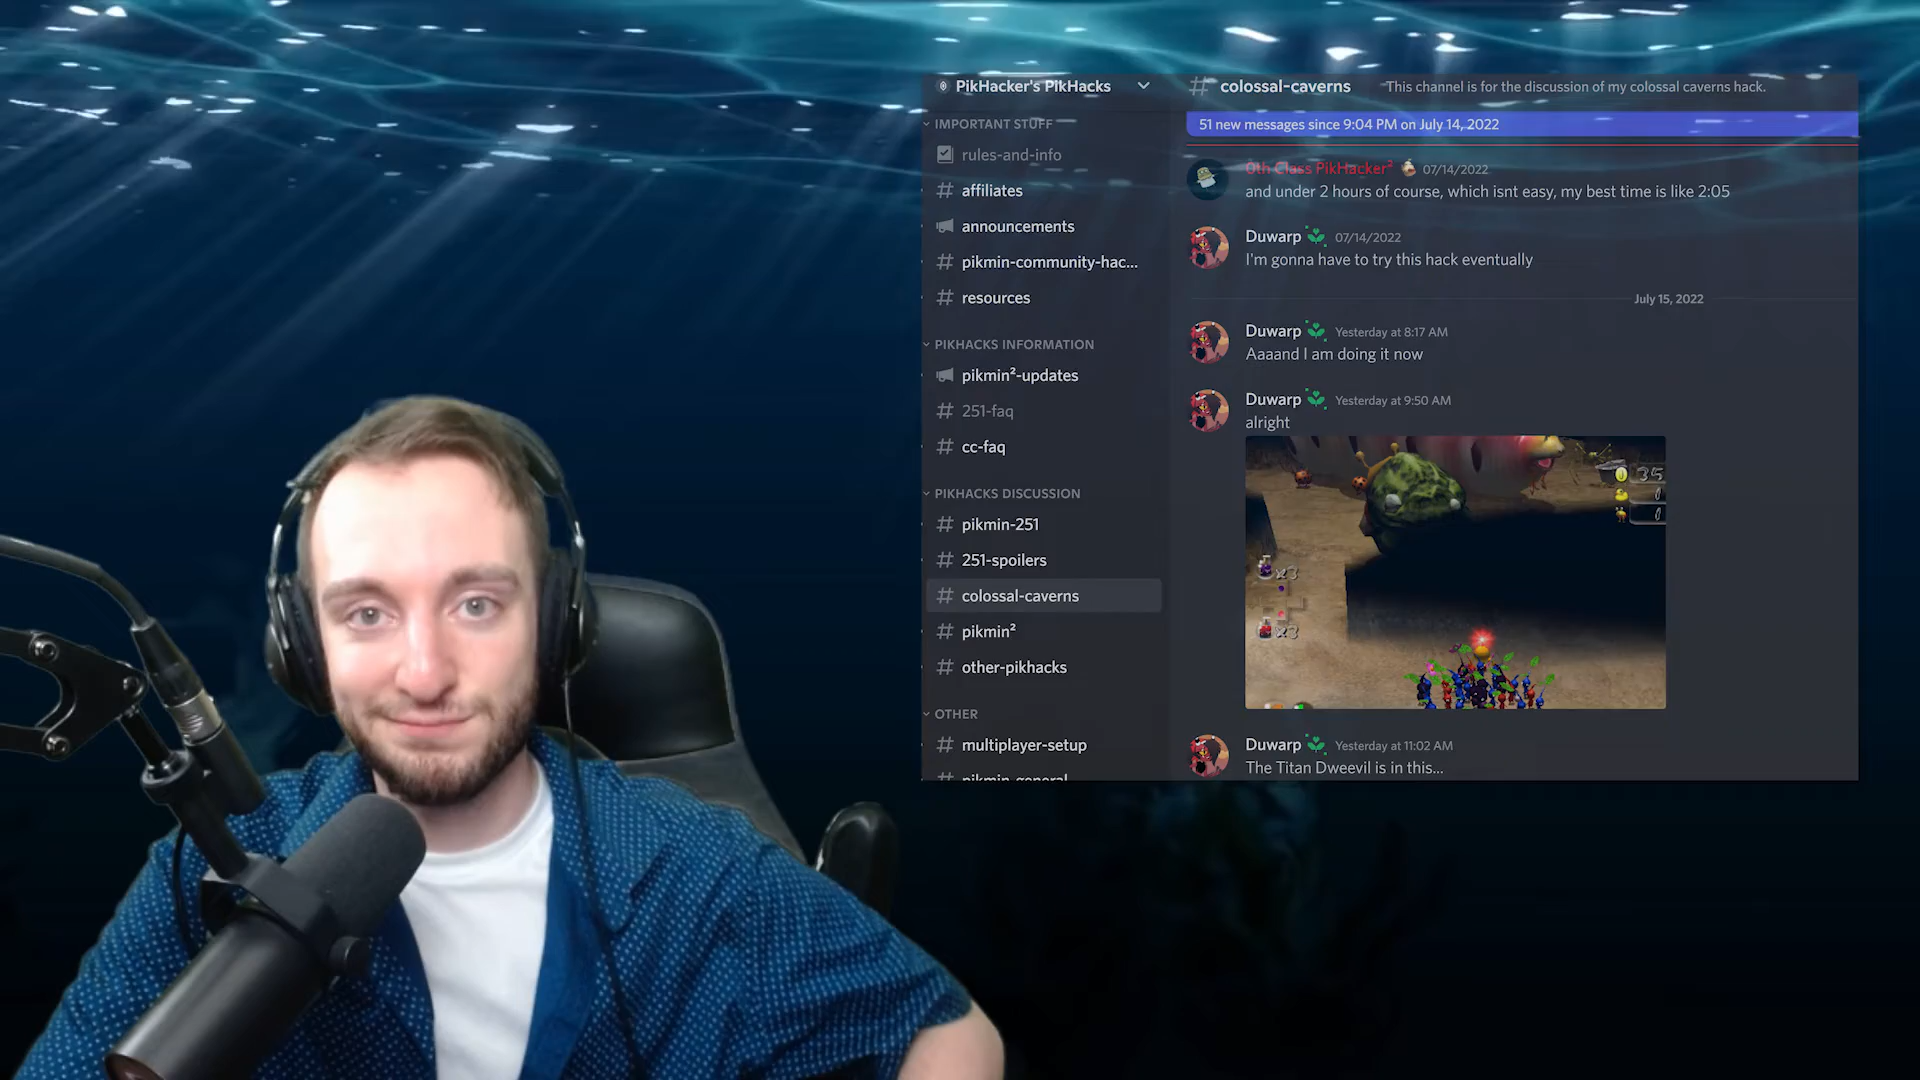 PikHacker's PikHacks
IMPORTANT STUFF
rules-and-info
# affiliates
announcements
# pikmin-community-hac...
# resources
PIKHACKS INFORMATION
pikmin²-updates
# 251-faq
# cc-faq
PIKHACKS DISCUSSION
# pikmin-251
# 251-spoilers
# colossal-caverns
# pikmin²
# other-pikhacks
OTHER
# multiplayer-setup
# pikmin-general
# colossal-caverns This channel is for the discussion of my colossal caverns hack.
51 new messages since 9:04 PM on July 14, 2022
0th Class PikHacker² 07/14/2022
and under 2 hours of course, which isnt easy, my best time is like 2:05
Duwarp 07/14/2022
I'm gonna have to try this hack eventually
July 15, 2022
Duwarp Yesterday at 8:17 AM
Aaaand I am doing it now
Duwarp Yesterday at 9:50 AM
alright
35
x3
x3
Duwarp Yesterday at 11:02 AM
The Titan Dweevil is in this...